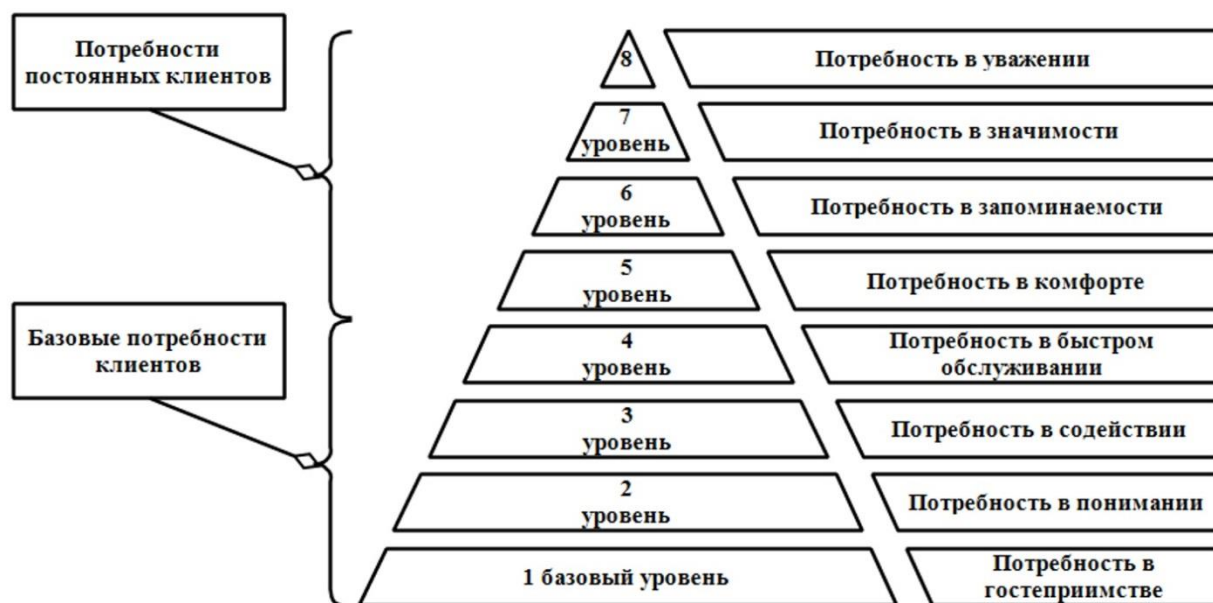 Потребности
постоянных клиентов
8
Потребность в уважении
7
уровень
Потребность в значимости
6
уровень
Потребность в запоминаемости
5
уровень
Потребность в комфорте
Базовые потребности
клиентов
4
уровень
Потребность в быстром
обслуживании
3
уровень
Потребность в содействии
2
уровень
Потребность в понимании
1 базовый уровень
Потребность в
гостеприимстве